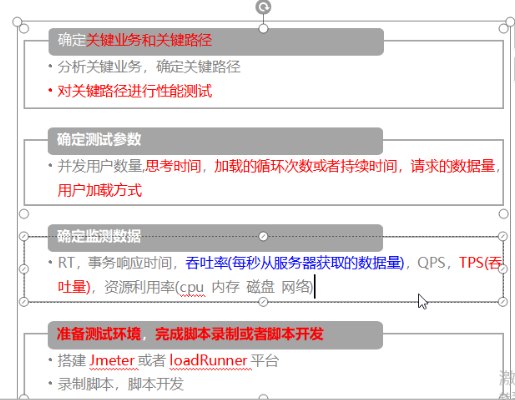 确定关键业务和关键路径
• 分析关键业务，确定关键路径
• 对关键路径进行性能测试
确定测试参数
• 并发用户数量,思考时间，加载的循环次数或者持续时间，请求的数据量，
用户加载方式
确定监测数据
• RT，事务响应时间，吞吐率(每秒从服务器获取的数据量)，QPS，TPS(吞
吐量)，资源利用率(cpu 内存 磁盘 网络)
准备测试环境，完成脚本录制或者脚本开发
• 搭建 Jmeter 或者 loadRunner 平台
• 录制脚本，脚本开发
激